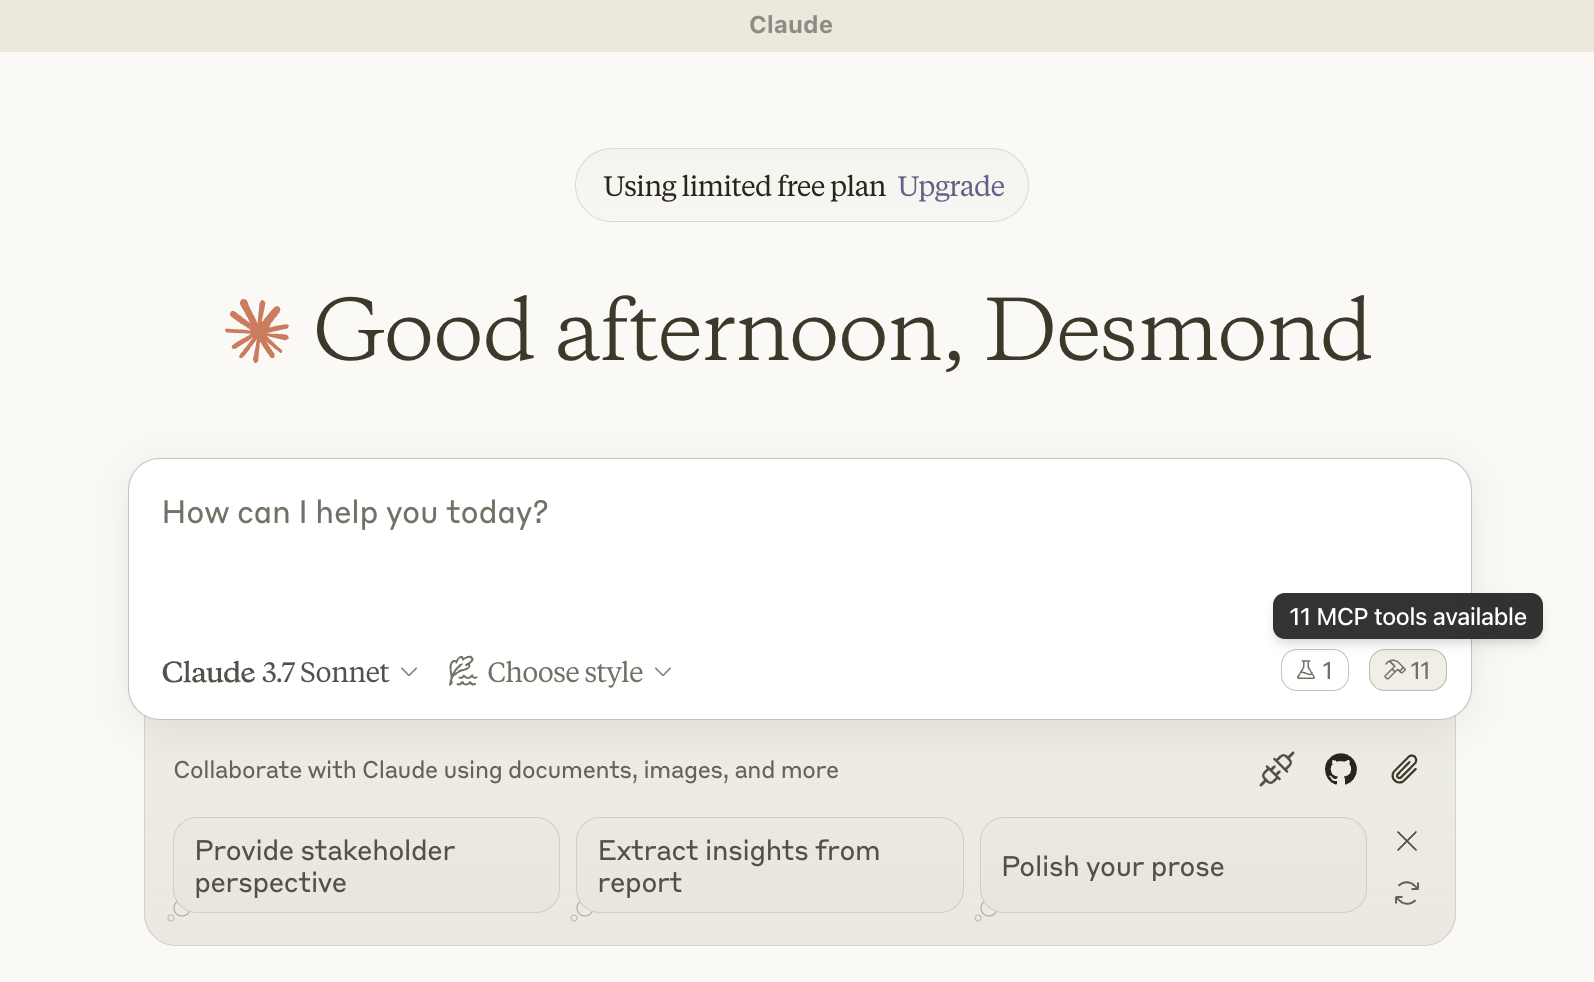 Claude
Using limited free plan Upgrade
Good afternoon, Desmond
How can I help you today?
11 MCP tools available
Claude 3.7 Sonnet Choose style 1 11
Collaborate with Claude using documents, images, and more
Provide stakeholder
perspective
Extract insights from
report
Polish your prose